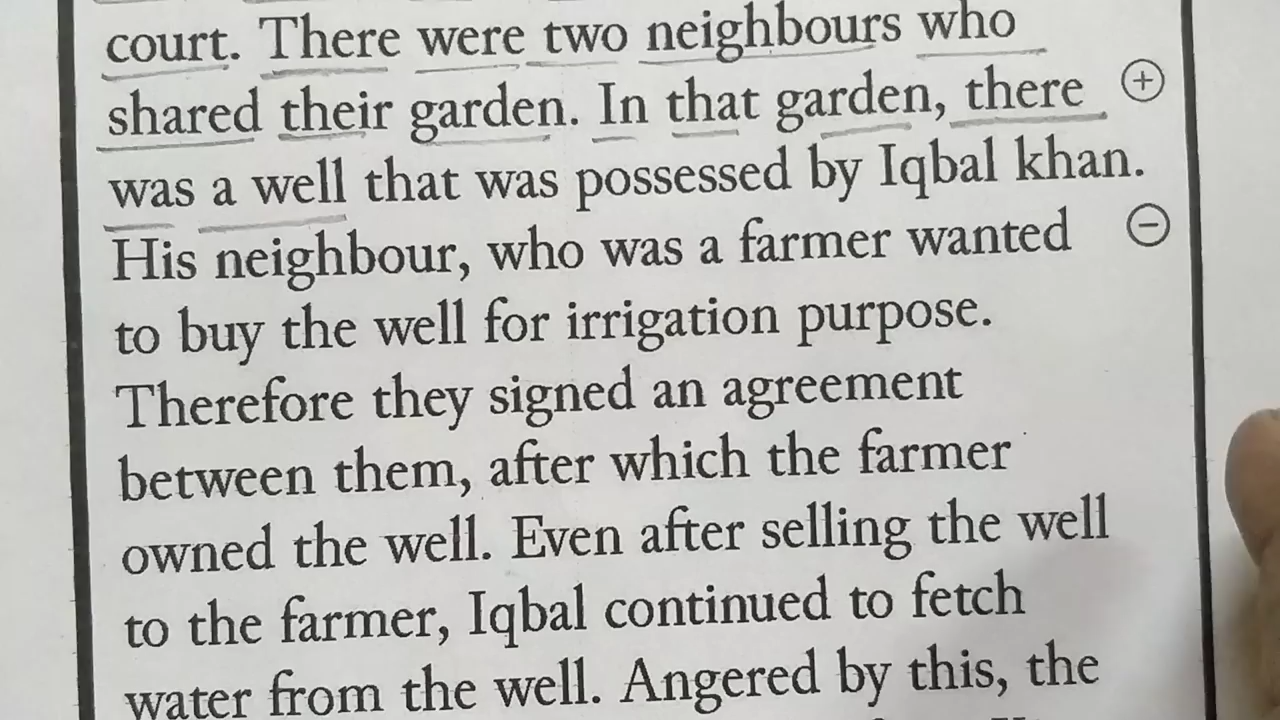 court. There were two neighbours who
shared their garden. In that garden, there
was a well that was possessed by Iqbal khan.
His neighbour, who was a farmer wanted
to buy the well for irrigation purpose.
Therefore they signed an agreement
between them, after which the farmer
owned the well. Even after selling the well
to the farmer, Iqbal continued to fetch
water from the well. Angered by this, the